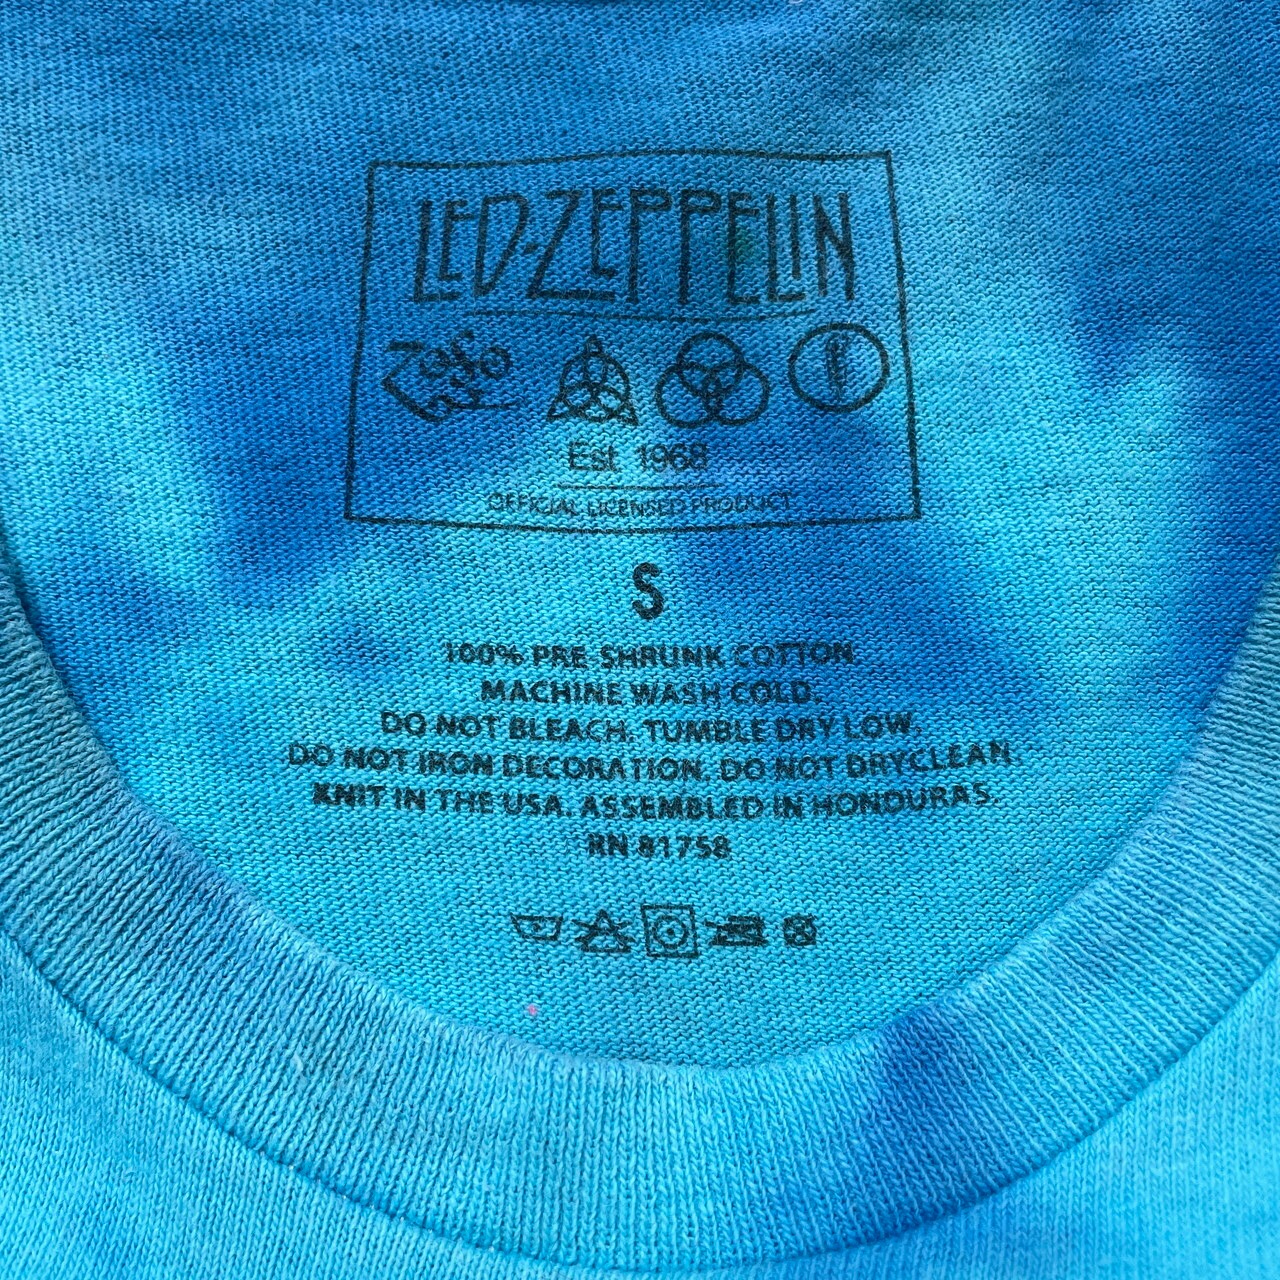 LED-ZEPPELIN
ZoSo
Est 1968
OFFICIAL LICENSED PRODUCT
S
100% PRE-SHRUNK COTTON.
MACHINE WASH COLD.
DO NOT BLEACH. TUMBLE DRY LOW.
DO NOT IRON DECORATION. DO NOT DRYCLEAN.
KNIT IN THE USA. ASSEMBLED IN HONDURAS.
RN 81758